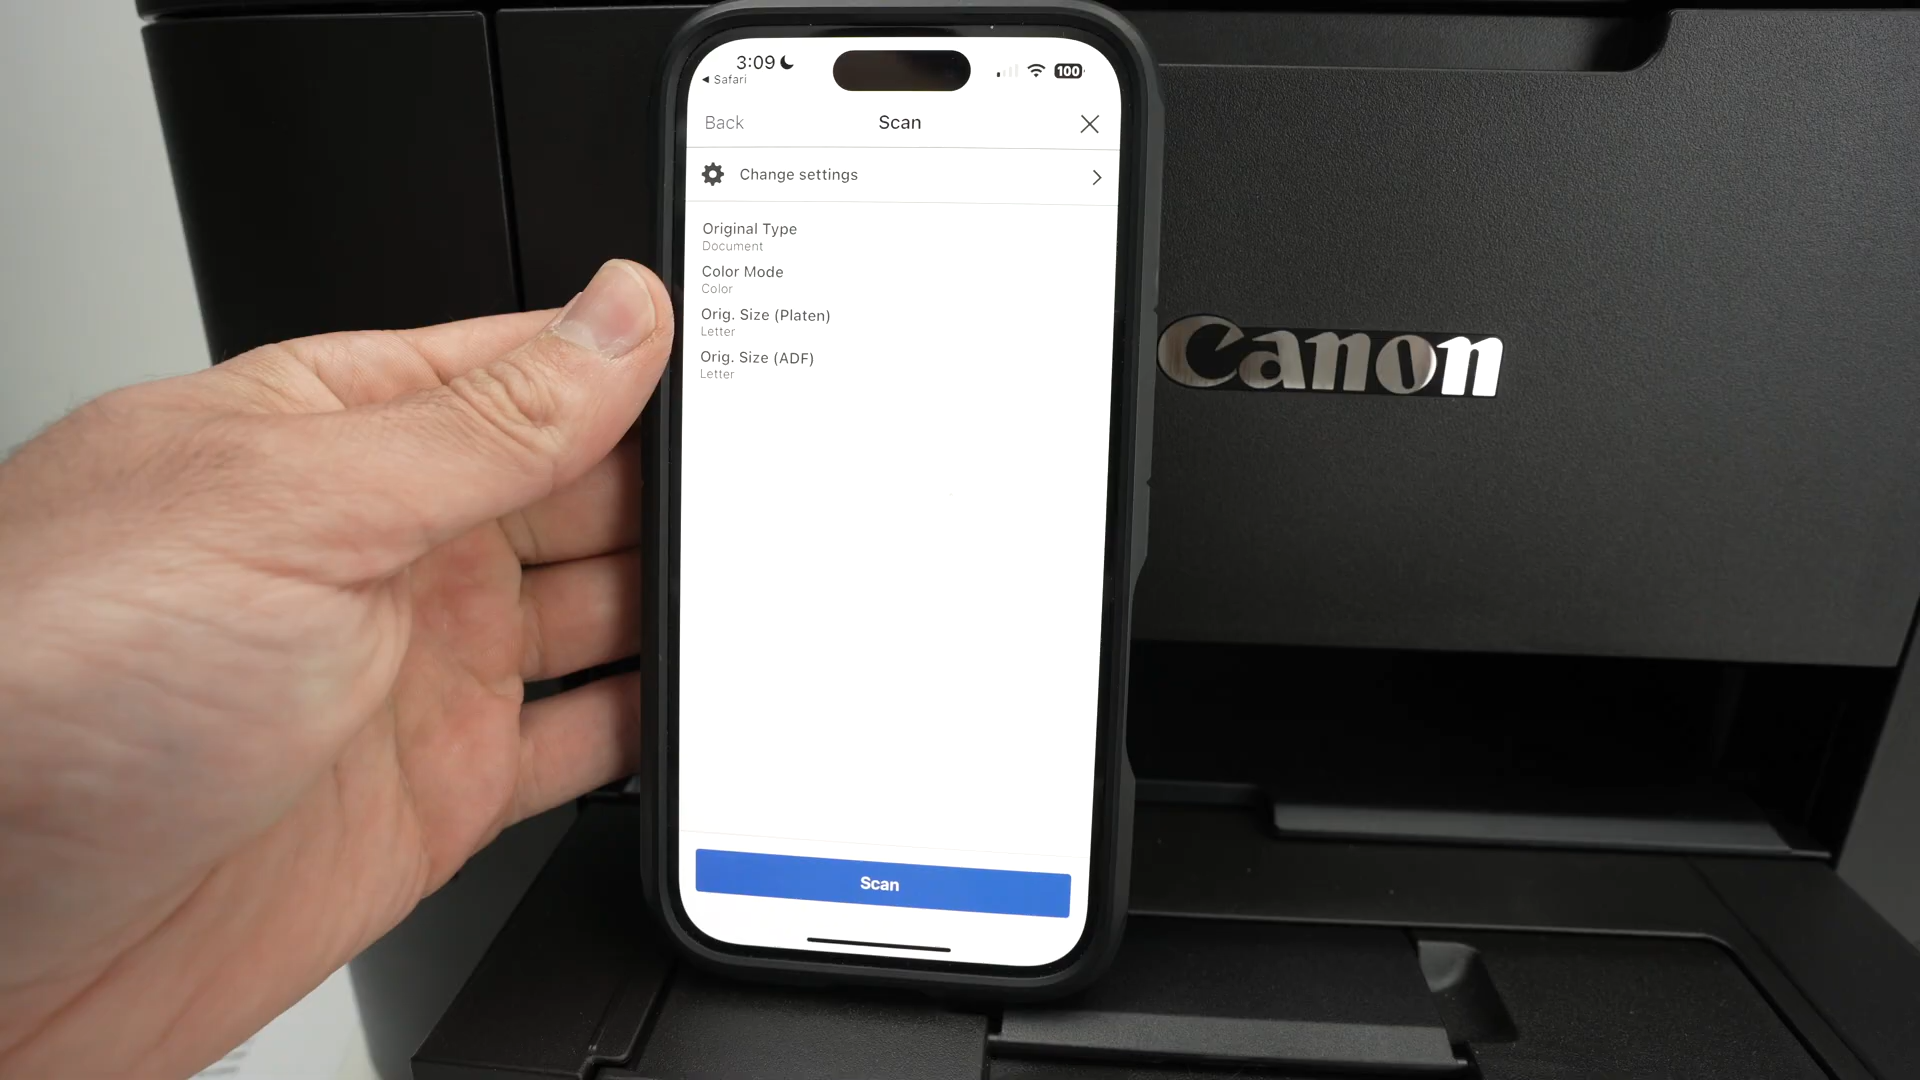 3:09
Safari
100
Back
Scan
Change settings
Original Type
Document
Color Mode
Color
Orig. Size (Platen)
Letter
Orig. Size (ADF)
Letter
Scan
Canon